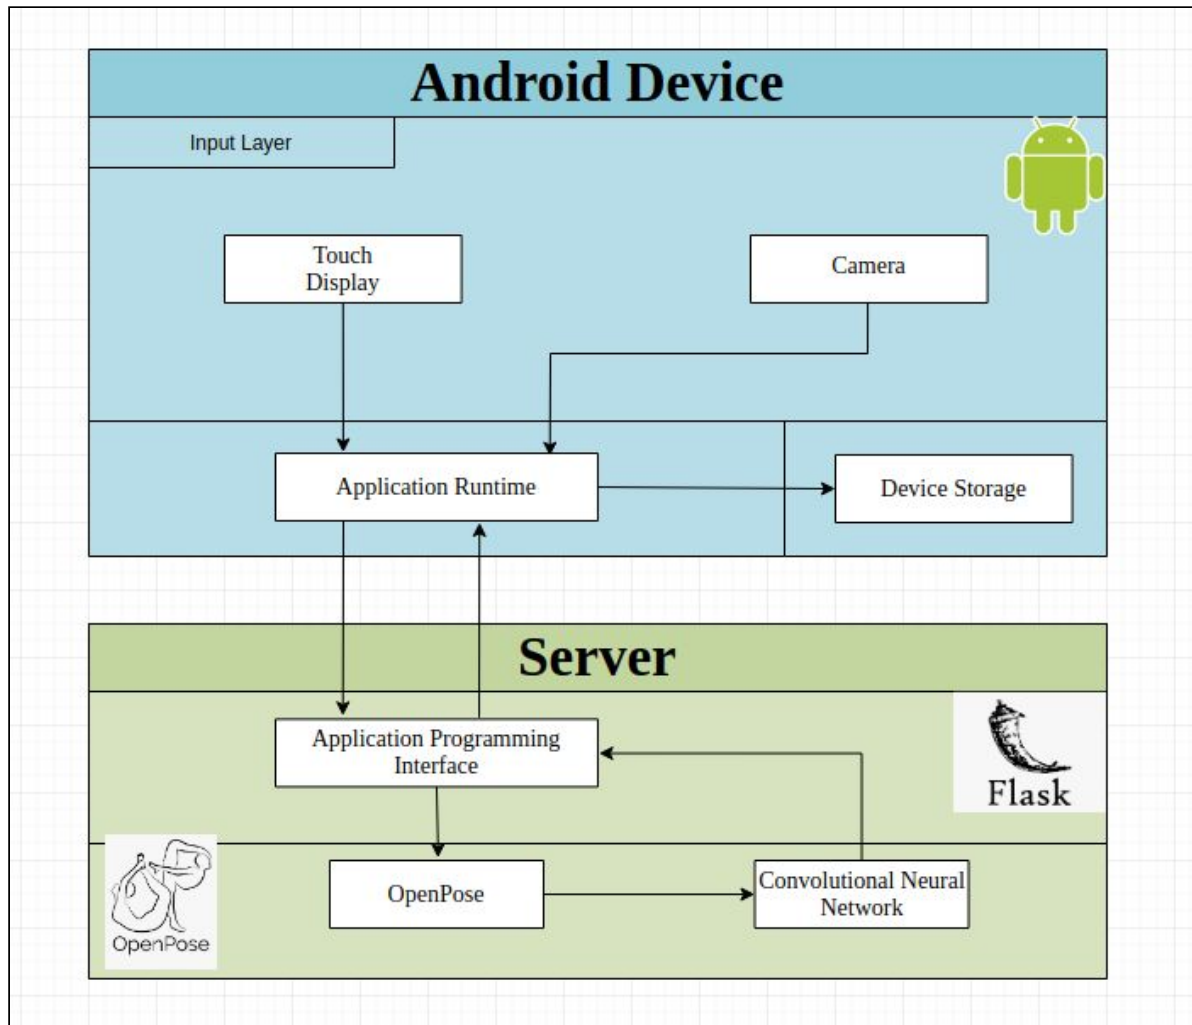 Android Device
Input Layer
Touch
Display
Camera
Application Runtime
Device Storage
Server
Application Programming
Interface
Flask
OpenPose
Convolutional Neural
Network
OpenPose